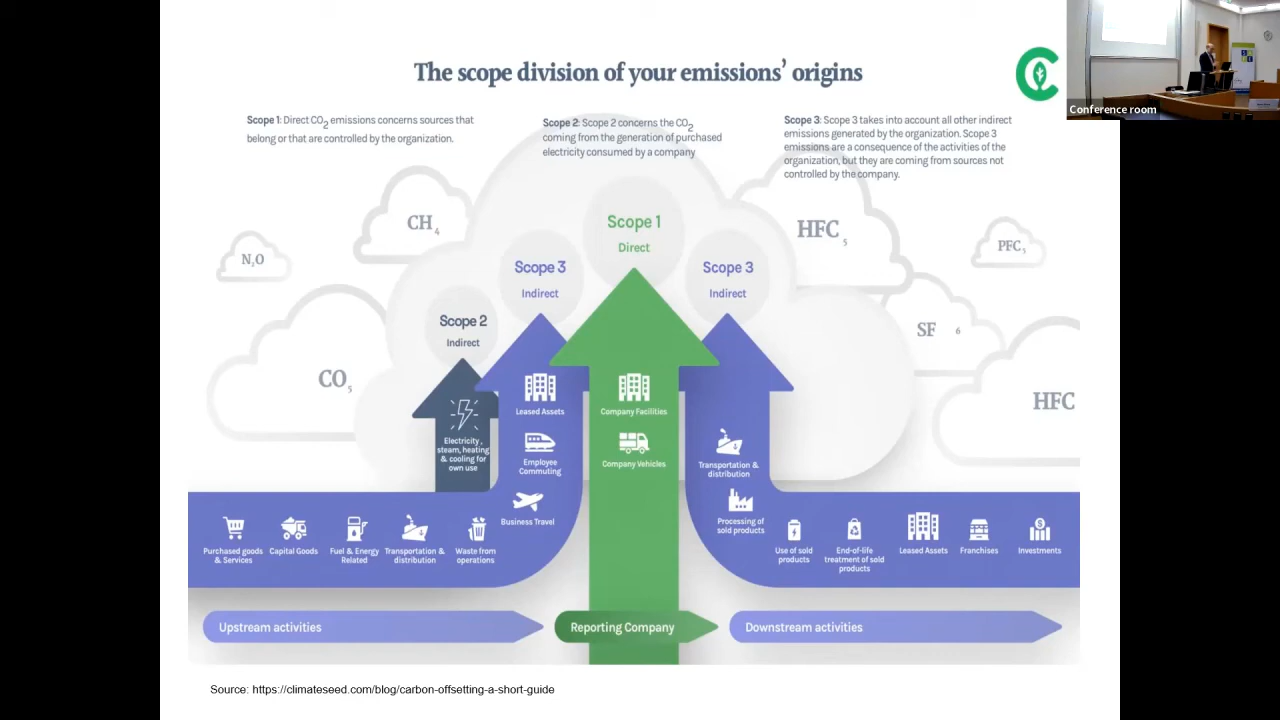 The scope division of your emissions’ origins
Conference room
Scope 1: Direct CO2 emissions concerns sources that
belong or that are controlled by the organization.
Scope 2: Scope 2 concerns the CO2
coming from the generation of purchased
electricity consumed by a company
Scope 3: Scope 3 takes into account all other indirect
emissions generated by the organization. Scope 3
emissions are a consequence of the activities of the
organization, but they are coming from sources not
controlled by the company.
N2O
CH4
HFC5
PFC5
CO5
SF 6
HFC
Scope 2
Indirect
Scope 3
Indirect
Scope 1
Direct
Scope 3
Indirect
Electricity ,
steam, heating
& cooling for
own use
Leased Assets
Employee
Commuting
Business Travel
Company Facilities
Company Vehicles
Transportation &
distribution
Processing of
sold products
Purchased goods
& Services
Capital Goods
Fuel & Energy
Related
Transportation &
distribution
Waste from
operations
Use of sold
products
End-of-life
treatment of sold
products
Leased Assets
Franchises
Investments
Upstream activities
Reporting Company
Downstream activities
Source: https://climateseed.com/blog/carbon-offsetting-a-short-guide